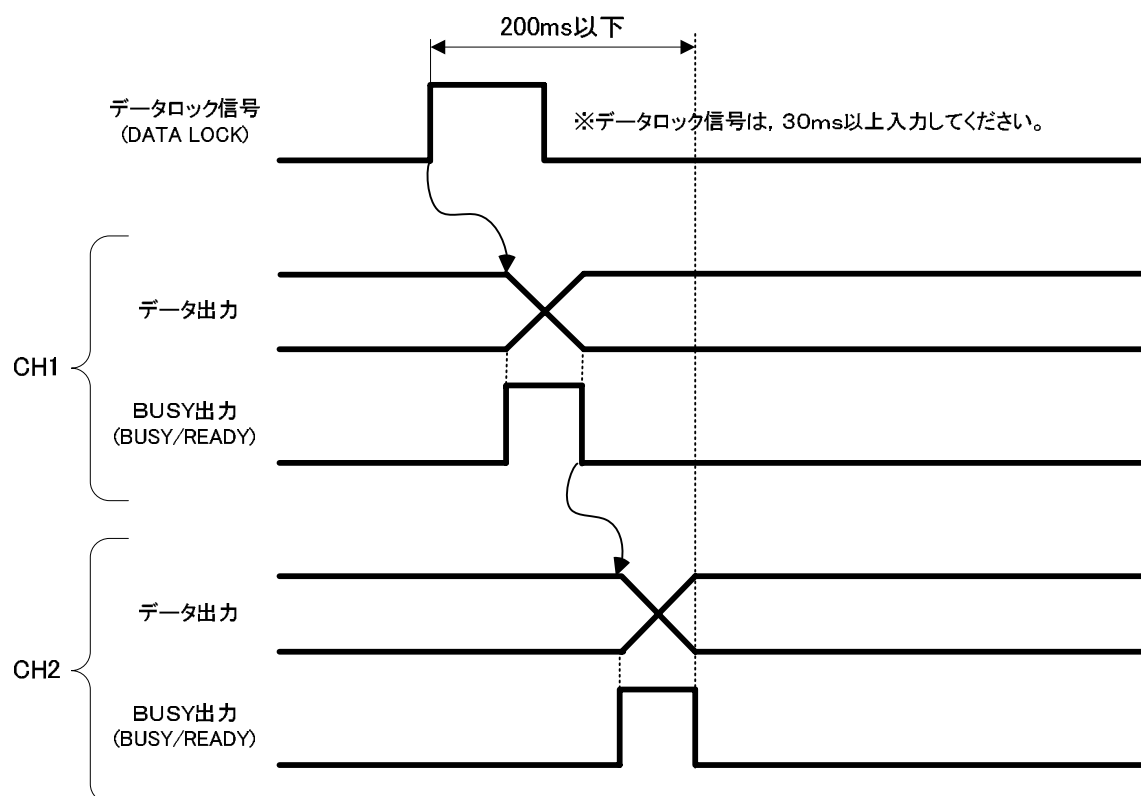 200ms以下
データロック信号
(DATA LOCK)
※データロック信号は，３０ms以上入力してください。
CH1
データ出力
ＢＵＳＹ出力
(BUSY/READY)
CH2
データ出力
ＢＵＳＹ出力
(BUSY/READY)